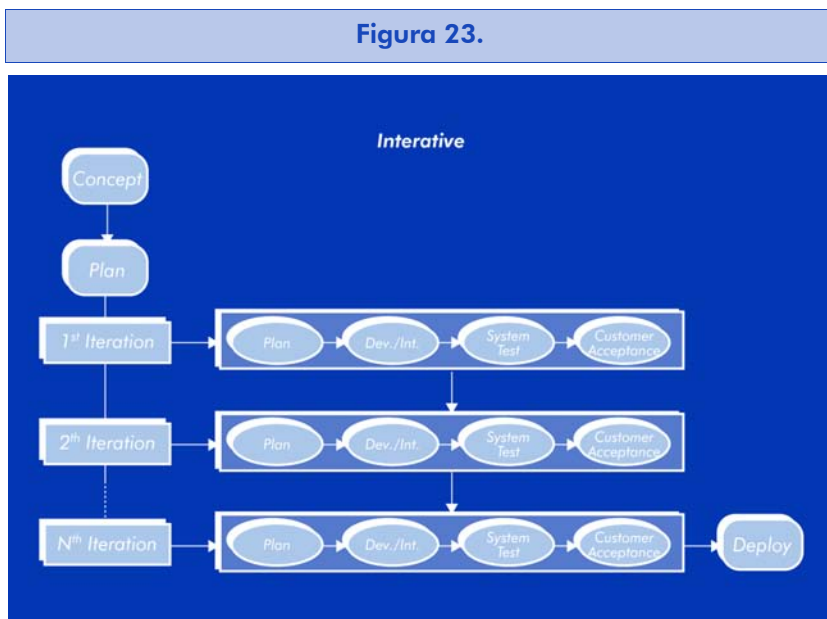 Figura 23.
Interative
Concept
Plan
1st Iteration
Plan
Dev./Int.
System
Test
Customer
Acceptance
2th Iteration
Plan
Dev./Int.
System
Test
Customer
Acceptance
Nth Iteration
Plan
Dev./Int.
System
Test
Customer
Acceptance
Deploy